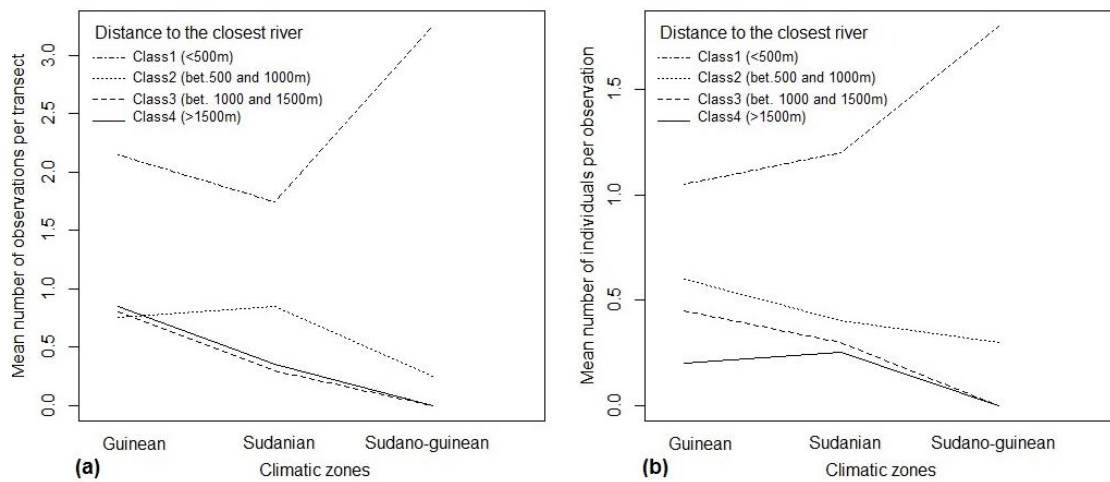 Mean number of observations per transect
3.0
2.5
2.0
1.5
1.0
0.5
0.0
Distance to the closest river
Class1 (<500m)
Class2 (bet.500 and 1000m)
Class3 (bet. 1000 and 1500m)
Class4 (>1500m)
Guinean Sudanian Sudano-guinean
(a) Climatic zones
Mean number of individuals per observation
1.5
1.0
0.5
0.0
Distance to the closest river
Class1 (<500m)
Class2 (bet.500 and 1000m)
Class3 (bet. 1000 and 1500m)
Class4 (>1500m)
Guinean Sudanian Sudano-guinean
(b) Climatic zones